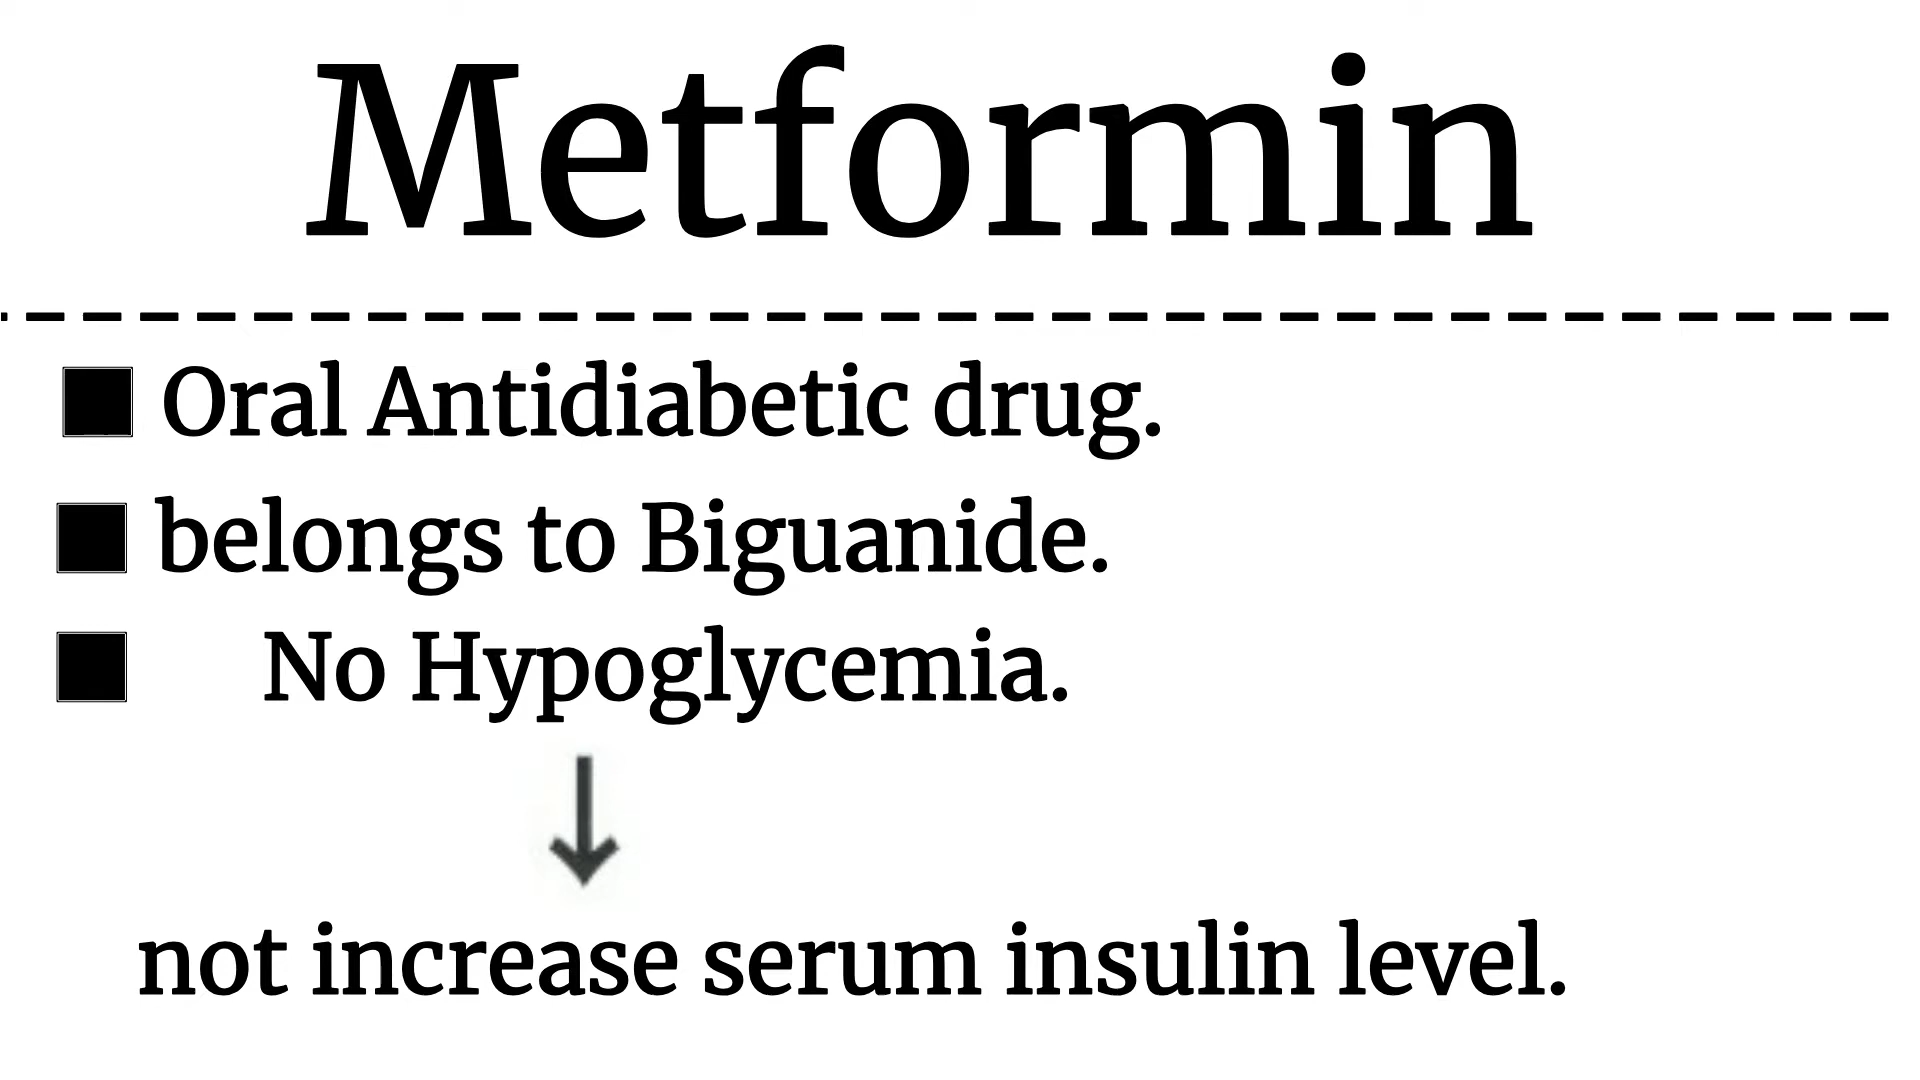 Metformin
Oral Antidiabetic drug.
belongs to Biguanide.
No Hypoglycemia.
not increase serum insulin level.